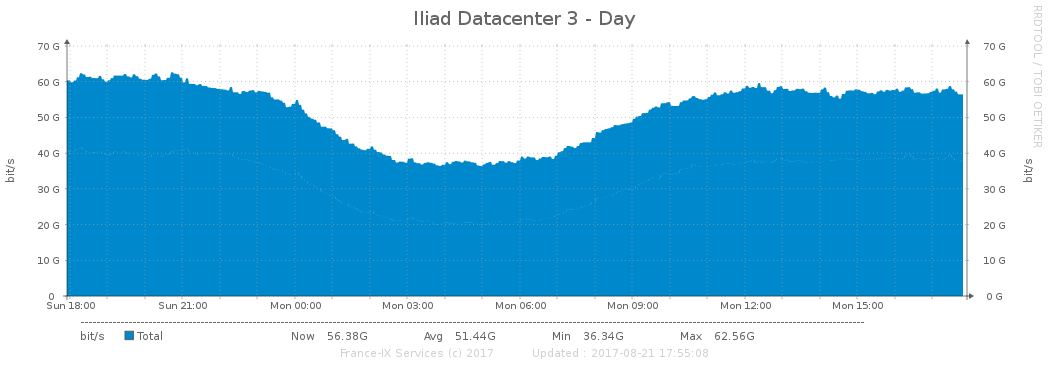 Iliad Datacenter 3 - Day
RRDTOOL / TOBI OETIKER
70 G 70 G
60 G 60 G
50 G 50 G
40 G 40 G
30 G 30 G
20 G 20 G
10 G 10 G
0 0 G
bit/s bit/s
Sun 18:00 Sun 21:00 Mon 00:00 Mon 03:00 Mon 06:00 Mon 09:00 Mon 12:00 Mon 15:00
bit/s Total Now 56.38G Avg 51.44G Min 36.34G Max 62.56G
France-IX Services (c) 2017 Updated : 2017-08-21 17:55:08